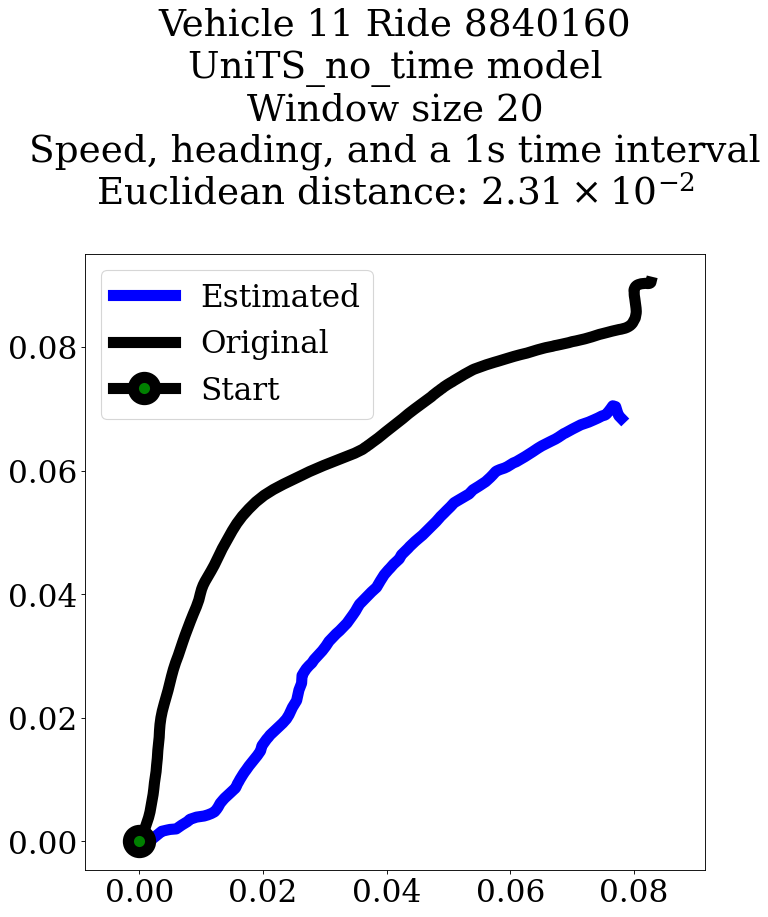 Vehicle 11 Ride 8840160
UniTS_no_time model
Window size 20
Speed, heading, and a 1s time interval
Euclidean distance: 2.31 × 10⁻²
Estimated
Original
Start
0.08
0.06
0.04
0.02
0.00
0.00 0.02 0.04 0.06 0.08